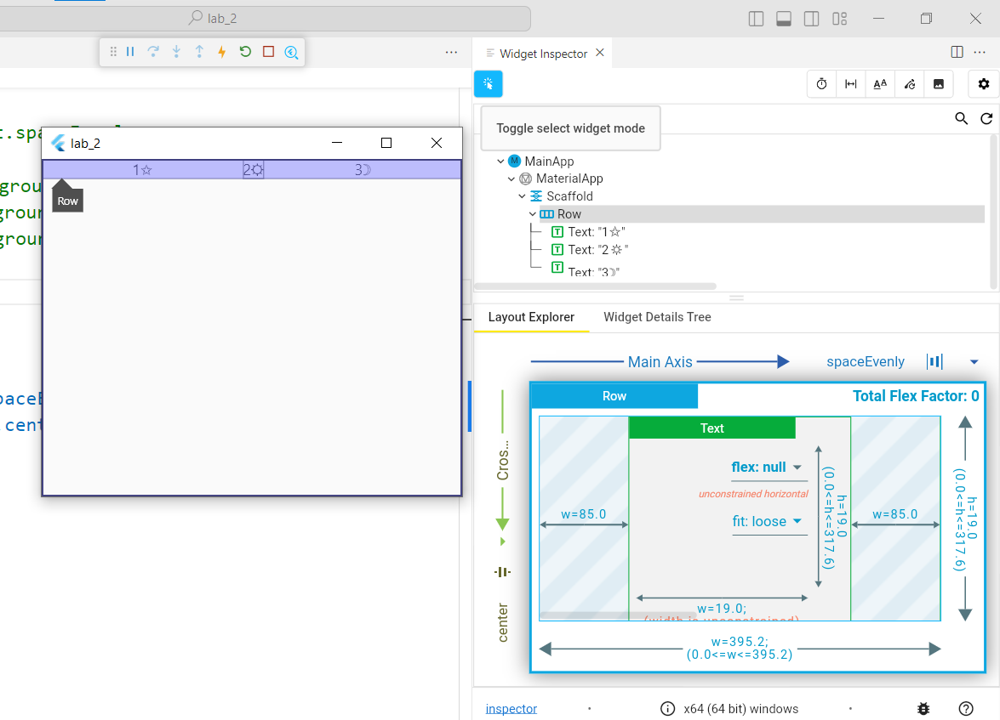 lab_2
Widget Inspector
Toggle select widget mode
MainApp
MaterialApp
Scaffold
Row
Text: "1☆"
Text: "2☼"
Text: "3☽"
lab_2
1☆ 2☼ 3☽
Row
t.spa
grou
groun
groun
paceE
cent
Layout Explorer
Widget Details Tree
Main Axis
spaceEvenly
Row
Total Flex Factor: 0
Text
flex: null
unconstrained horizontal
fit: loose
w=85.0
w=85.0
h=19.0
(0.0<=h<=317.6)
h=19.0
(0.0<=h<=317.6)
w=19.0;
(width is unconstrained)
w=395.2;
(0.0<=w<=395.2)
Cros...
center
inspector
x64 (64 bit) windows